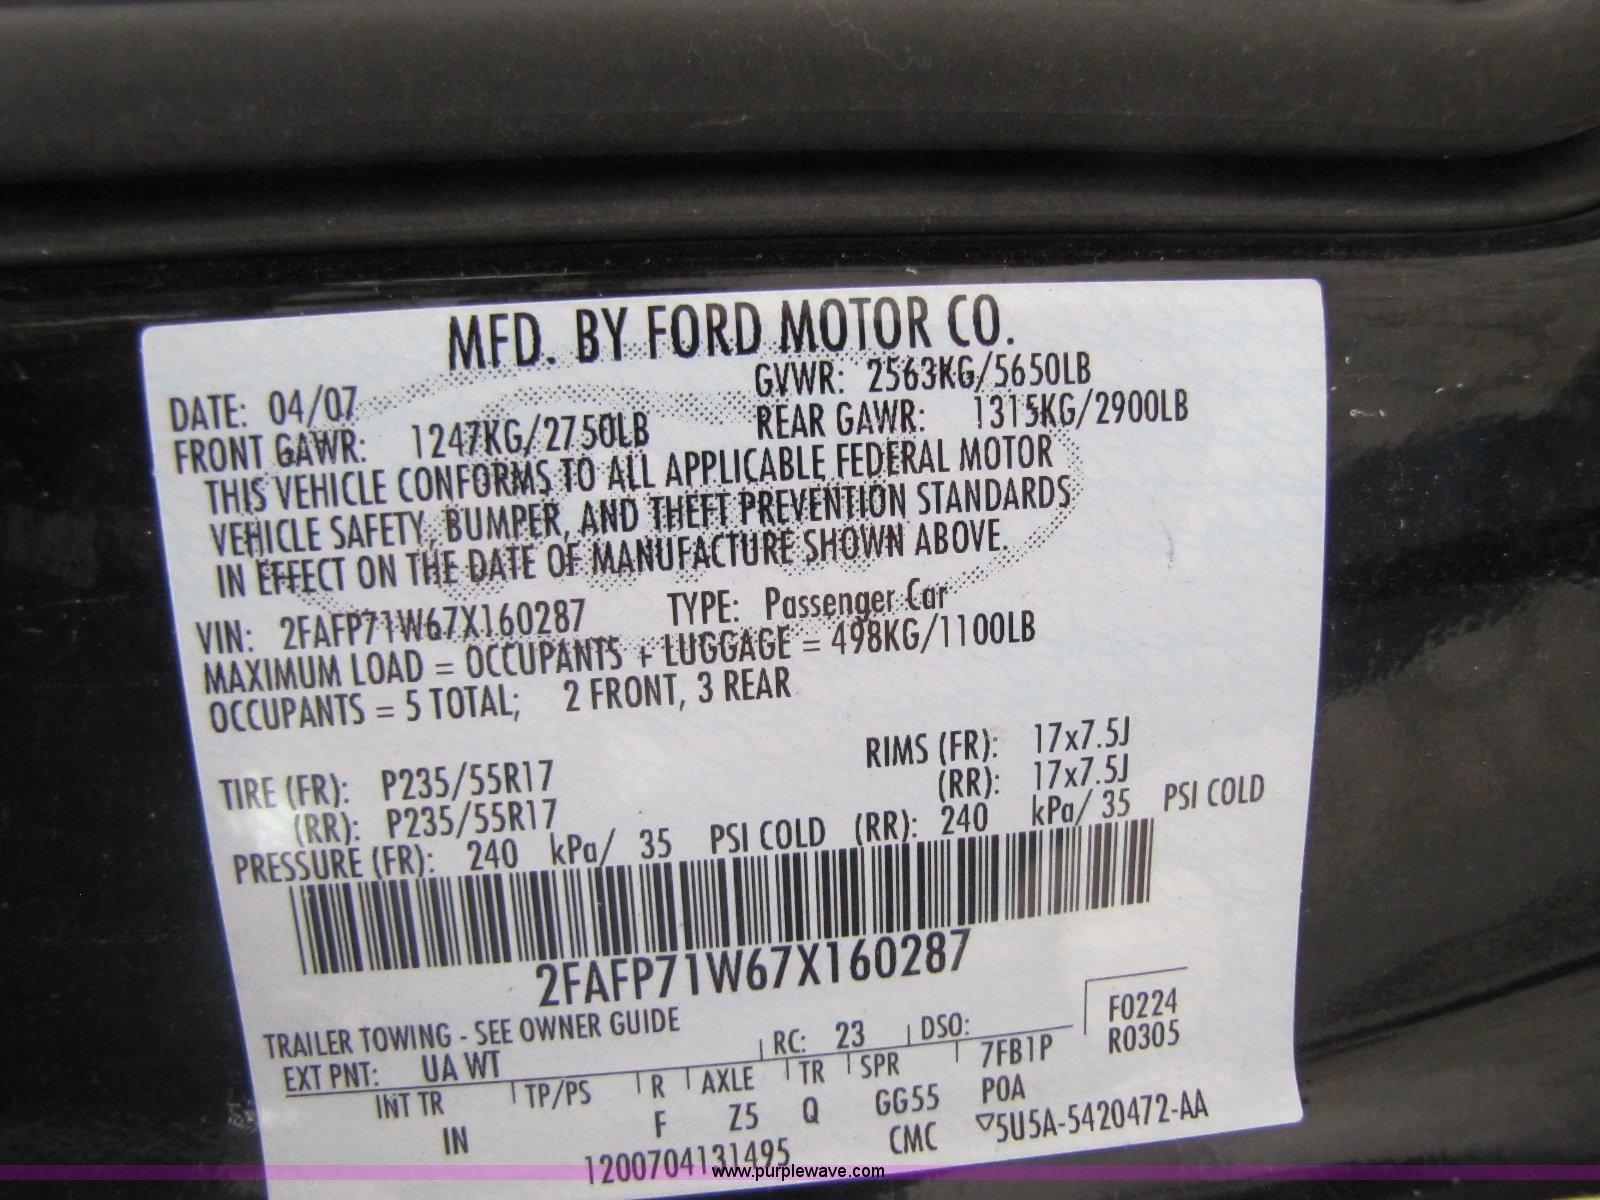 MFD. BY FORD MOTOR CO.
DATE: 04/07 GVWR: 2563KG/5650LB
FRONT GAWR: 1247KG/2750LB REAR GAWR: 1315KG/2900LB
THIS VEHICLE CONFORMS TO ALL APPLICABLE FEDERAL MOTOR
VEHICLE SAFETY, BUMPER, AND THEFT PREVENTION STANDARDS
IN EFFECT ON THE DATE OF MANUFACTURE SHOWN ABOVE.
VIN: 2FAFP71W67X160287 TYPE: Passenger Car
MAXIMUM LOAD = OCCUPANTS + LUGGAGE = 498KG/1100LB
OCCUPANTS = 5 TOTAL; 2 FRONT, 3 REAR
TIRE (FR): P235/55R17 RIMS (FR): 17x7.5J
(RR): P235/55R17 (RR): 17x7.5J
PRESSURE (FR): 240 kPa/ 35 PSI COLD (RR): 240 kPa/ 35 PSI COLD
2FAFP71W67X160287
TRAILER TOWING - SEE OWNER GUIDE F0224
EXT PNT: UA WT RC: 23 DSO: R0305
INT TR TP/PS R AXLE TR SPR 7FB1P
IN F Z5 Q GG55 POA
1200704131495 CMC ▽5U5A-5420472-AA
www.purplewave.com